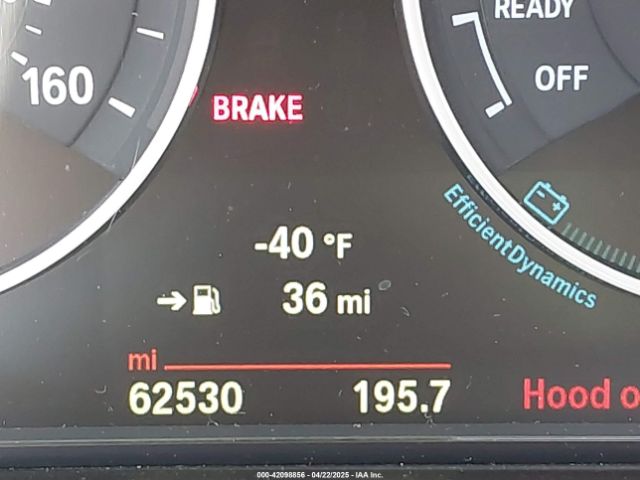 READY
160
OFF
BRAKE
-40 °F
EfficientDynamics
36 mi
mi
62530 195.7
Hood
000-42098856 - 04/22/2025 - IAA Inc.